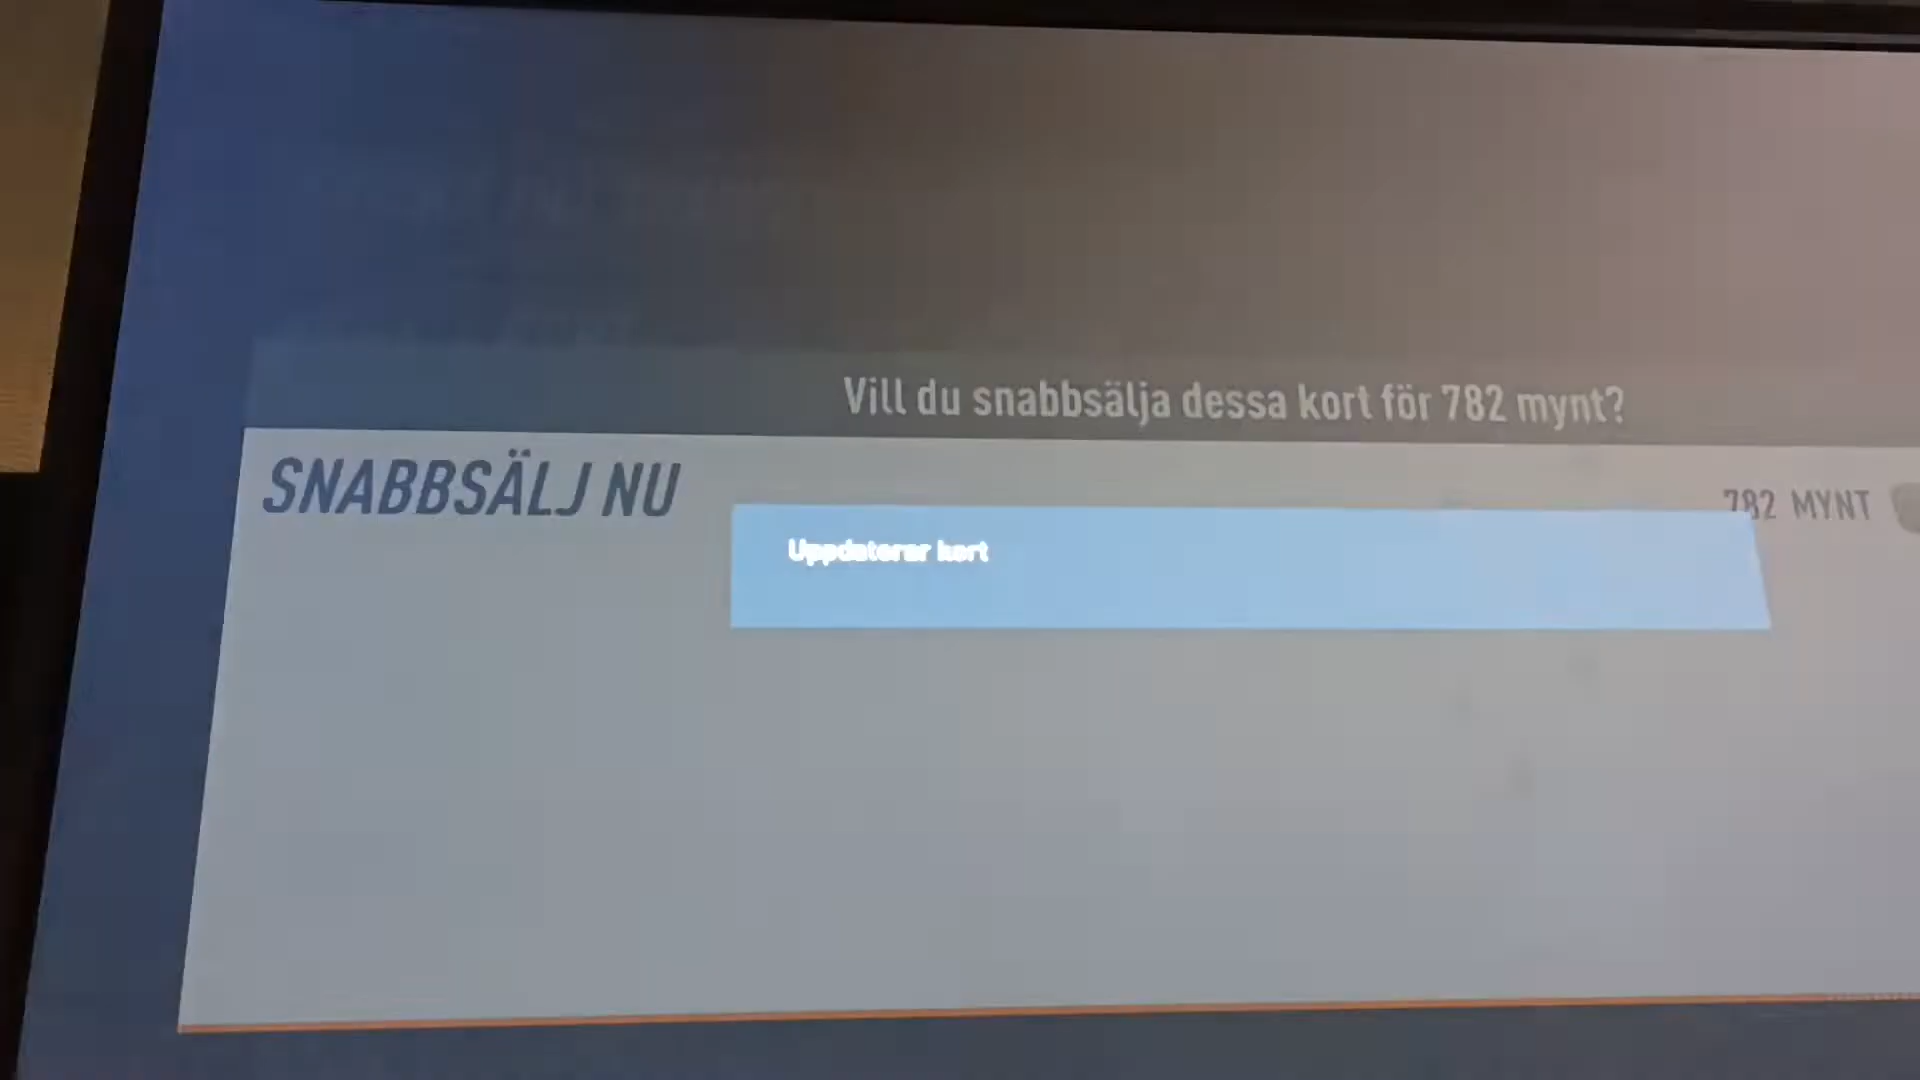 Vill du snabbsälja dessa kort för 782 mynt?
SNABBSÄLJ NU
782 MYNT
Uppdaterar kort